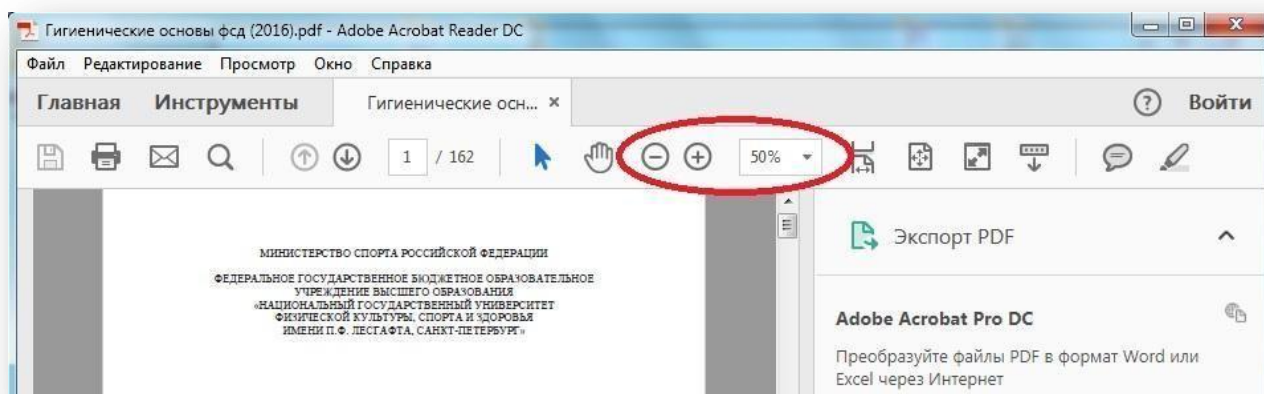 Гигиенические основы фсд (2016).pdf - Adobe Acrobat Reader DC
Файл Редактирование Просмотр Окно Справка
Главная Инструменты Гигиенические осн... × ? Войти
1 / 162 50%
МИНИСТЕРСТВО СПОРТА РОССИЙСКОЙ ФЕДЕРАЦИИ
ФЕДЕРАЛЬНОЕ ГОСУДАРСТВЕННОЕ БЮДЖЕТНОЕ ОБРАЗОВАТЕЛЬНОЕ
УЧРЕЖДЕНИЕ ВЫСШЕГО ОБРАЗОВАНИЯ
«НАЦИОНАЛЬНЫЙ ГОСУДАРСТВЕННЫЙ УНИВЕРСИТЕТ
ФИЗИЧЕСКОЙ КУЛЬТУРЫ, СПОРТА И ЗДОРОВЬЯ
ИМЕНИ П.Ф. ЛЕСГАФТА, САНКТ-ПЕТЕРБУРГ»
Экспорт PDF
Adobe Acrobat Pro DC
Преобразуйте файлы PDF в формат Word или
Excel через Интернет